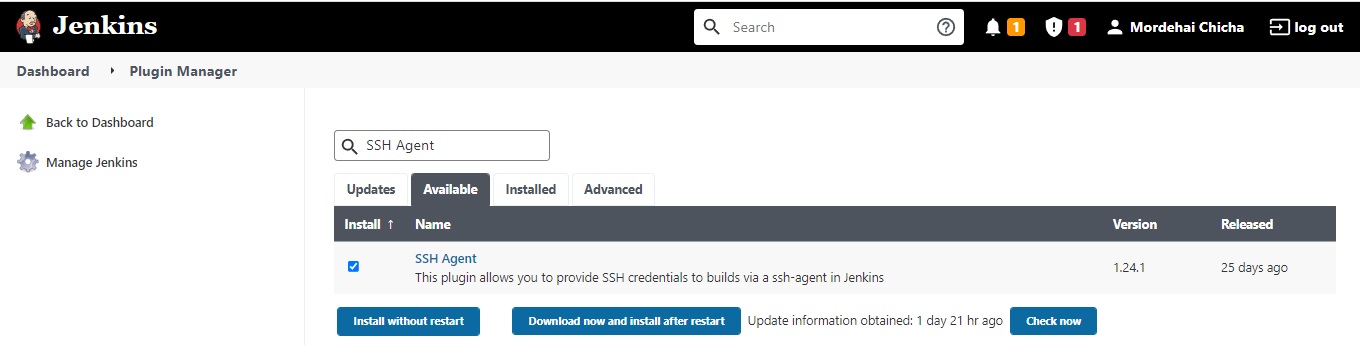 Jenkins
Search
1
1
Mordehai Chicha
log out
Dashboard
Plugin Manager
Back to Dashboard
Manage Jenkins
SSH Agent
Updates
Available
Installed
Advanced
Install ↑
Name
Version
Released
SSH Agent
This plugin allows you to provide SSH credentials to builds via a ssh-agent in Jenkins
1.24.1
25 days ago
Install without restart
Download now and install after restart
Update information obtained: 1 day 21 hr ago
Check now